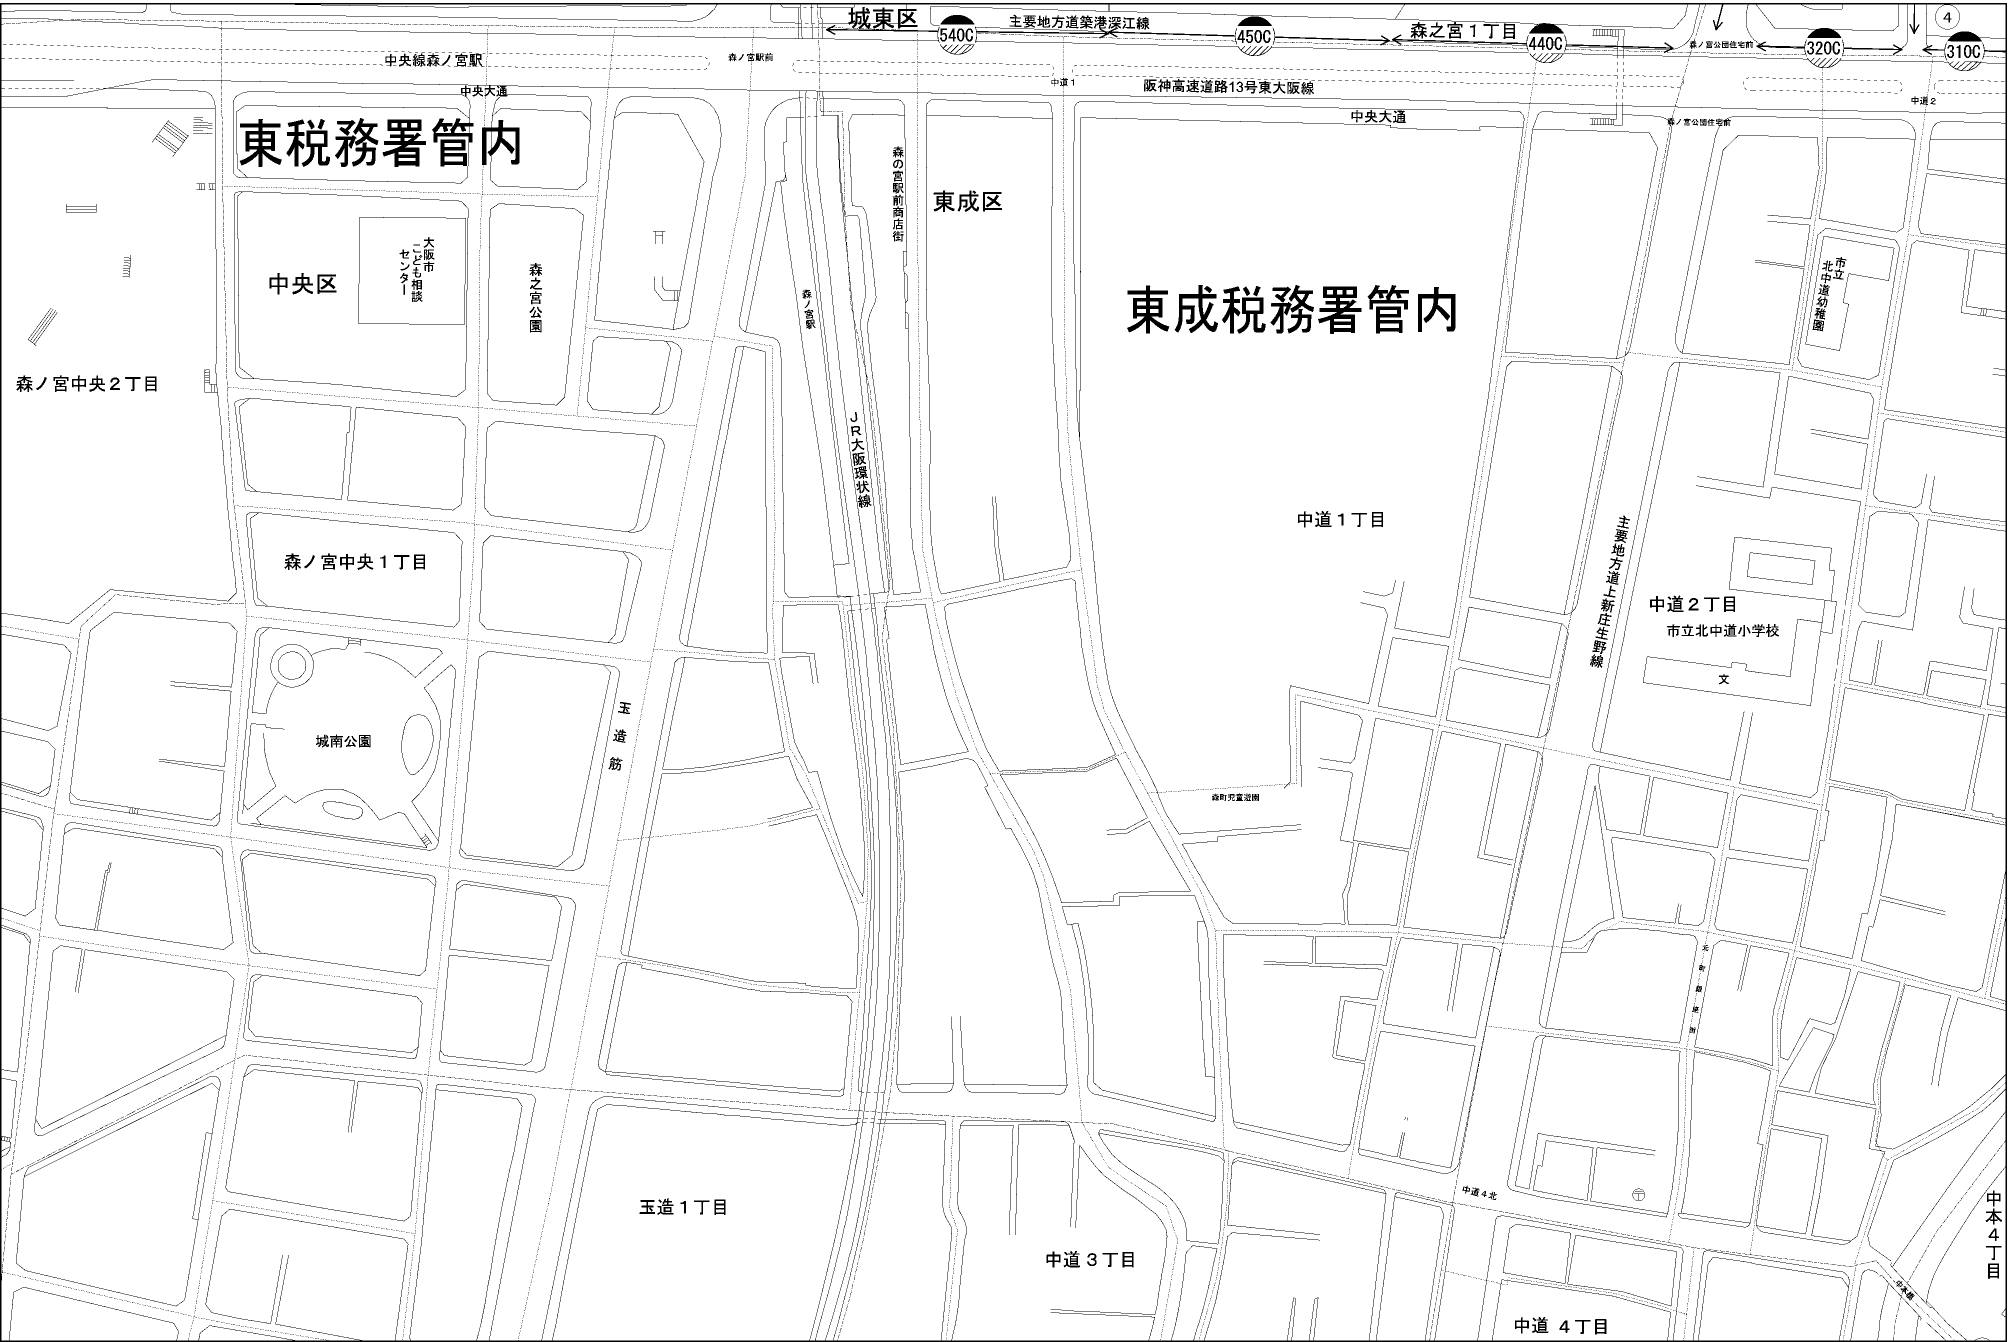 城東区
540C
主要地方道築港深江線
450C
森之宮１丁目
440C
森ノ宮公団住宅前
320C
4
310C
中央線森ノ宮駅
森ノ宮駅前
中道１
阪神高速道路13号東大阪線
中道２
中央大通
中央大通
森ノ宮公団住宅前
東税務署管内
森の宮駅前商店街
東成区
中央区
大阪市
こども相談
センター
森之宮公園
森ノ宮駅
東成税務署管内
市立
北中道幼稚園
森ノ宮中央２丁目
ＪＲ大阪環状線
中道１丁目
主要地方道上新庄生野線
森ノ宮中央１丁目
中道２丁目
市立北中道小学校
文
玉造筋
城南公園
森町児童遊園
玉造１丁目
中道４北
中本４丁目
中道３丁目
中本橋
中道 ４丁目